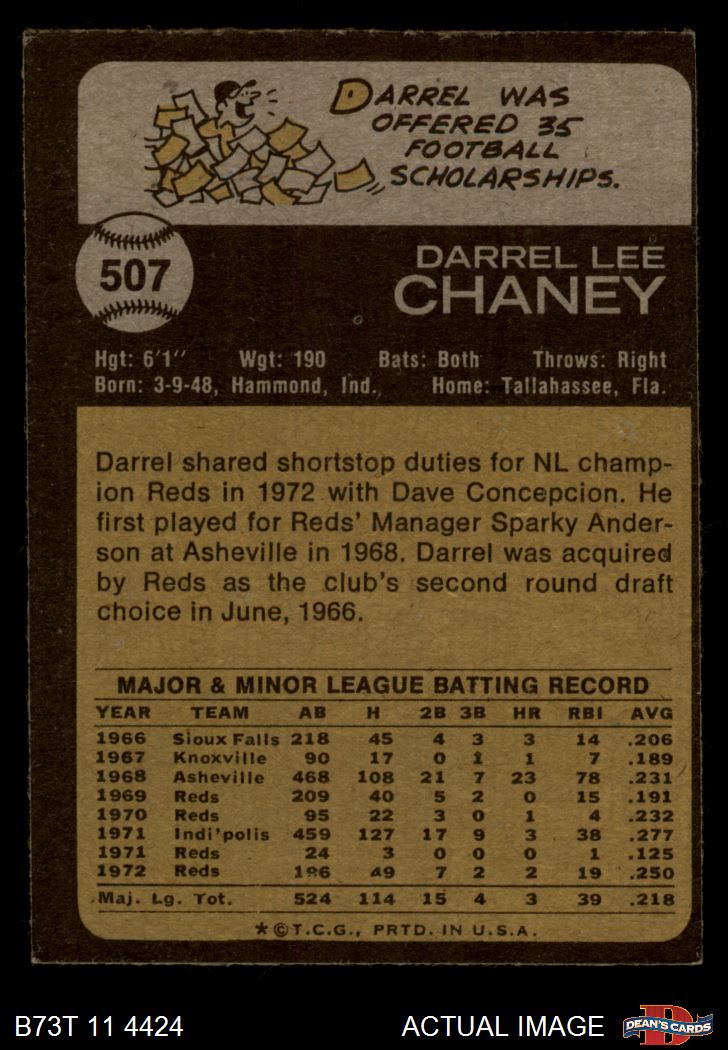 DARREL WAS
OFFERED 35
FOOTBALL
SCHOLARSHIPS.
507
DARREL LEE
CHANEY
Hgt: 6'1" Wgt: 190 Bats: Both Throws: Right
Born: 3-9-48, Hammond, Ind. Home: Tallahassee, Fla.
Darrel shared shortstop duties for NL champ-
ion Reds in 1972 with Dave Concepcion. He
first played for Reds' Manager Sparky Ander-
son at Asheville in 1968. Darrel was acquired
by Reds as the club's second round draft
choice in June, 1966.
MAJOR & MINOR LEAGUE BATTING RECORD
YEAR TEAM AB H 2B 3B HR RBI AVG
1966 Sioux Falls 218 45 4 3 3 14 .206
1967 Knoxville 90 17 0 1 1 7 .189
1968 Asheville 468 108 21 7 23 78 .231
1969 Reds 209 40 5 2 0 15 .191
1970 Reds 95 22 3 0 1 4 .232
1971 Indi'polis 459 127 17 9 3 38 .277
1971 Reds 24 3 0 0 0 1 .125
1972 Reds 196 49 7 2 2 19 .250
Maj. Lg. Tot. 524 114 15 4 3 39 .218
*©T.C.G., PRTD. IN U.S.A.
B73T 11 4424 ACTUAL IMAGE
DEAN'S CARDS